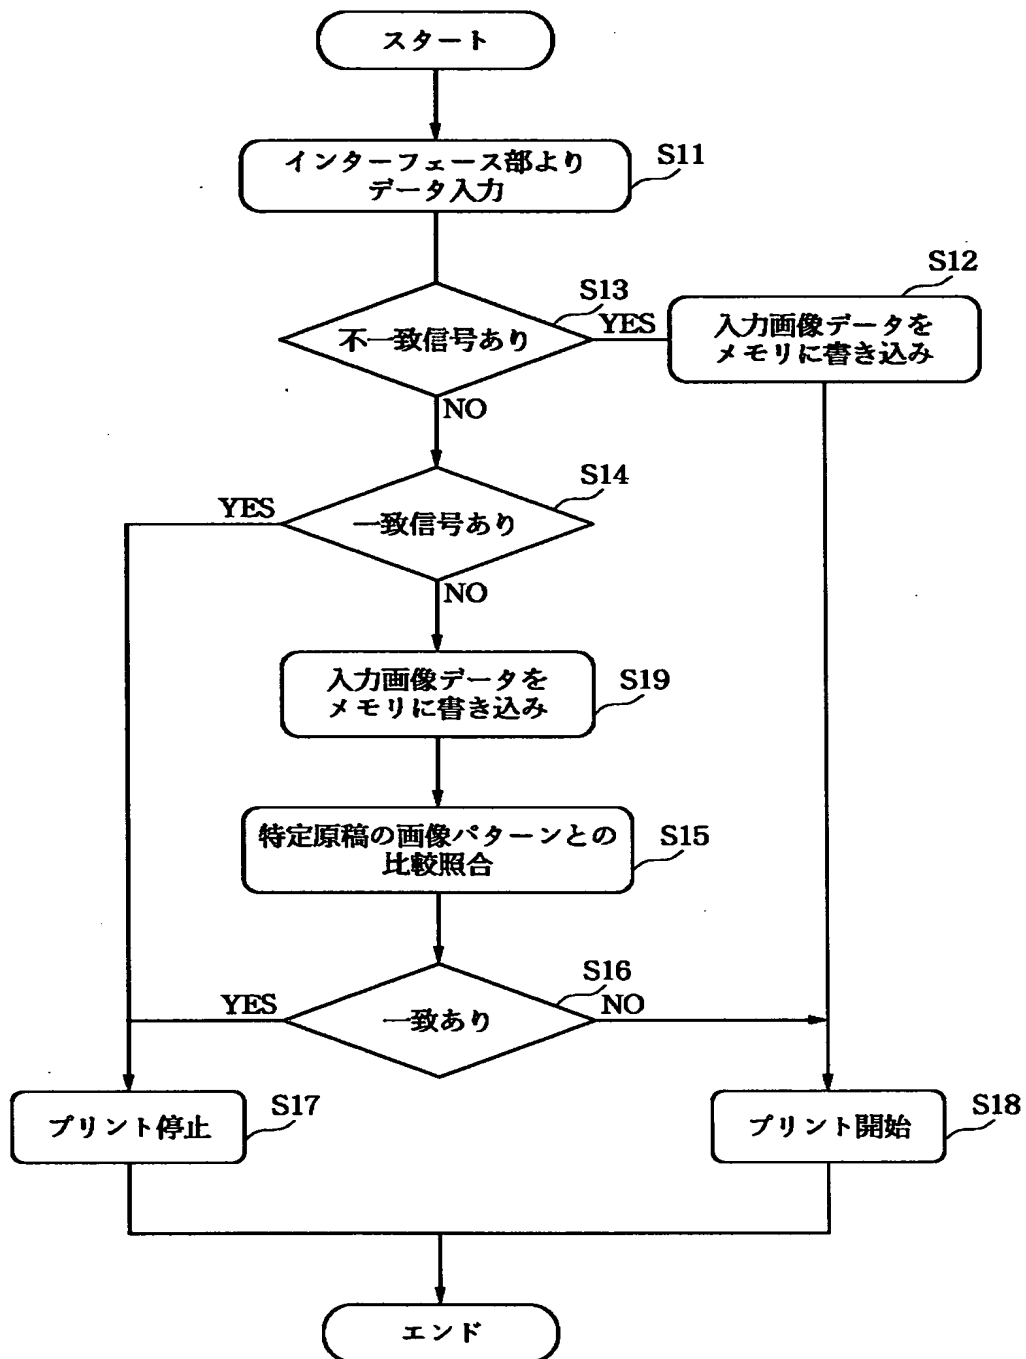 スタート
インターフェース部より
データ入力
S11
S12
S13
不一致信号あり
YES
入力画像データを
メモリに書き込み
NO
S14
YES
一致信号あり
NO
入力画像データを
メモリに書き込み
S19
特定原稿の画像パターンとの
比較照合
S15
S16
YES
一致あり
NO
プリント停止
S17
プリント開始
S18
エンド